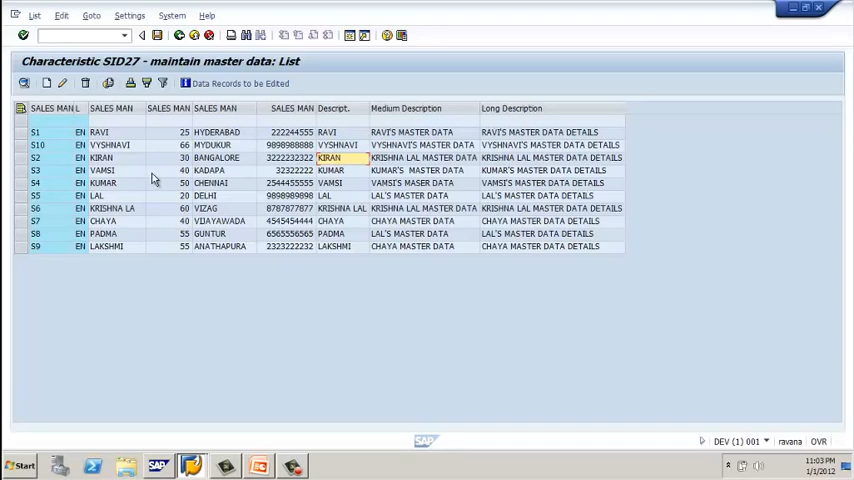 List Edit Goto Settings System Help
Characteristic SID27 - maintain master data: List
Data Records to be Edited
SALES MAN L SALES MAN SALES MAN SALES MAN SALES MAN Descript. Medium Description Long Description
S1 EN RAVI 25 HYDERABAD 222244555 RAVI RAVI'S MASTER DATA RAVI'S MASTER DATA DETAILS
S10 EN VYSHNAVI 66 MYDUKUR 9898988888 VYSHNAVI VYSHNAVI'S MASTER DATA VYSHNAVI'S MASTER DATA DETAILS
S2 EN KIRAN 30 BANGALORE 3222232322 KIRAN KRISHNA LAL MASTER DATA KRISHNA LAL MASTER DATA DETAILS
S3 EN VAMSI 40 KADAPA 32322222 KUMAR KUMAR'S MASTER DATA KUMAR'S MASTER DATA DETAILS
S4 EN KUMAR 50 CHENNAI 2544455555 VAMSI VAMSI'S MASER DATA VAMSI'S MASTER DATA DETAILS
S5 EN LAL 20 DELHI 9898989898 LAL LAL'S MASTER DATA LAL'S MASTER DATA DETAILS
S6 EN KRISHNA LA 60 VIZAG 8787877877 KRISHNA LAL KRISHNA LAL MASTER DATA KRISHNA LAL MASTER DATA DETAILS
S7 EN CHAYA 40 VIJAYAWADA 4545454444 CHAYA CHAYA MASTER DATA CHAYA MASTER DATA DETAILS
S8 EN PADMA 55 GUNTUR 6565556565 PADMA LAL'S MASTER DATA LAL'S MASTER DATA DETAILS
S9 EN LAKSHMI 55 ANATHAPURA 2323222232 LAKSHMI CHAYA MASTER DATA CHAYA MASTER DATA DETAILS
SAP
DEV (1) 001 ravana OVR
Start SAP 11:03 PM
1/1/2012